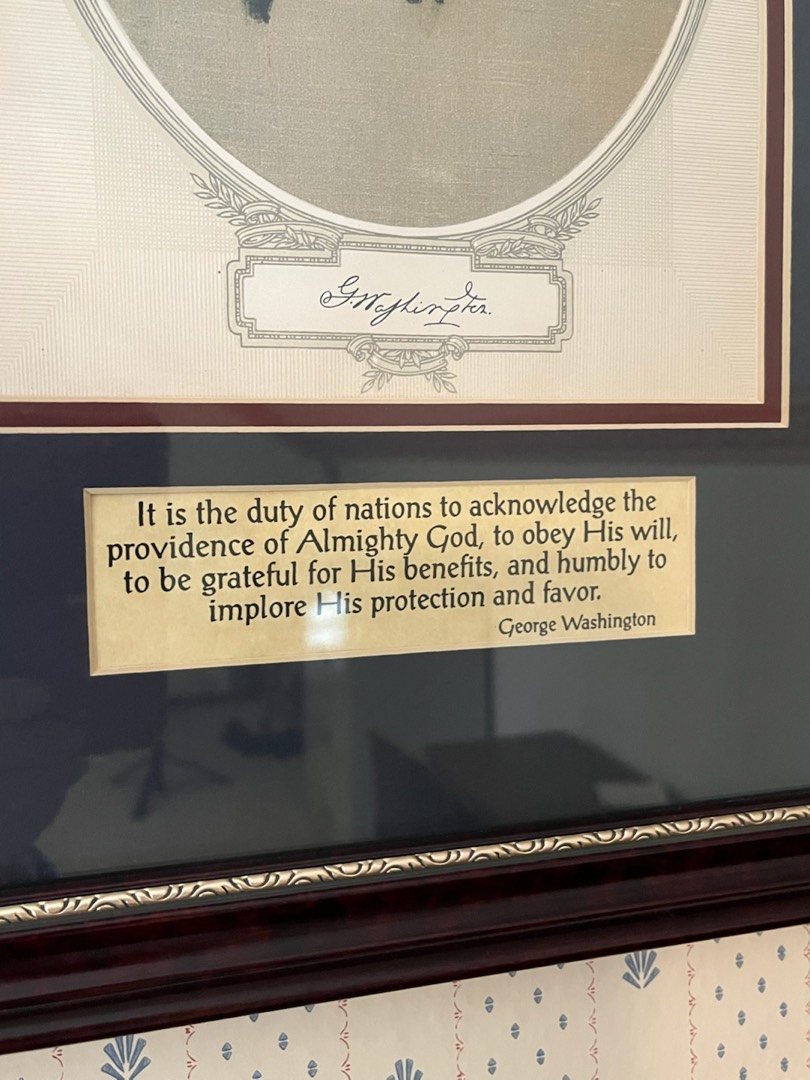 G.Washington.
It is the duty of nations to acknowledge the
providence of Almighty God, to obey His will,
to be grateful for His benefits, and humbly to
implore His protection and favor.
George Washington